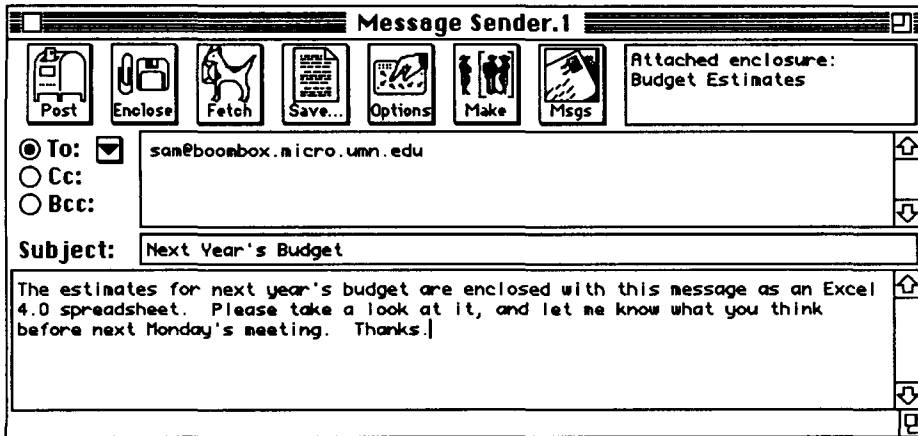 Message Sender.1
Post
Enclose
Fetch
Save...
Options
Make
Msgs
Attached enclosure:
Budget Estimates
To:
sam@boombox.micro.umn.edu
Cc:
Bcc:
Subject:
Next Year's Budget
The estimates for next year's budget are enclosed with this message as an Excel
4.0 spreadsheet.  Please take a look at it, and let me know what you think
before next Monday's meeting.  Thanks.